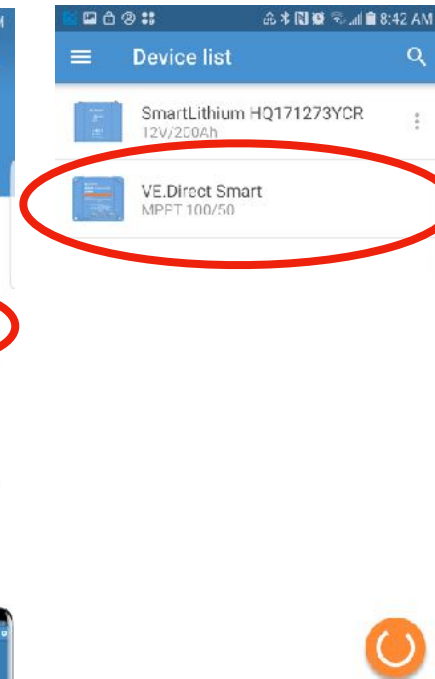 8:42 AM
Device list
SmartLithium HQ171273YCR
12V/200Ah
VE.Direct Smart
MPPT 100/50